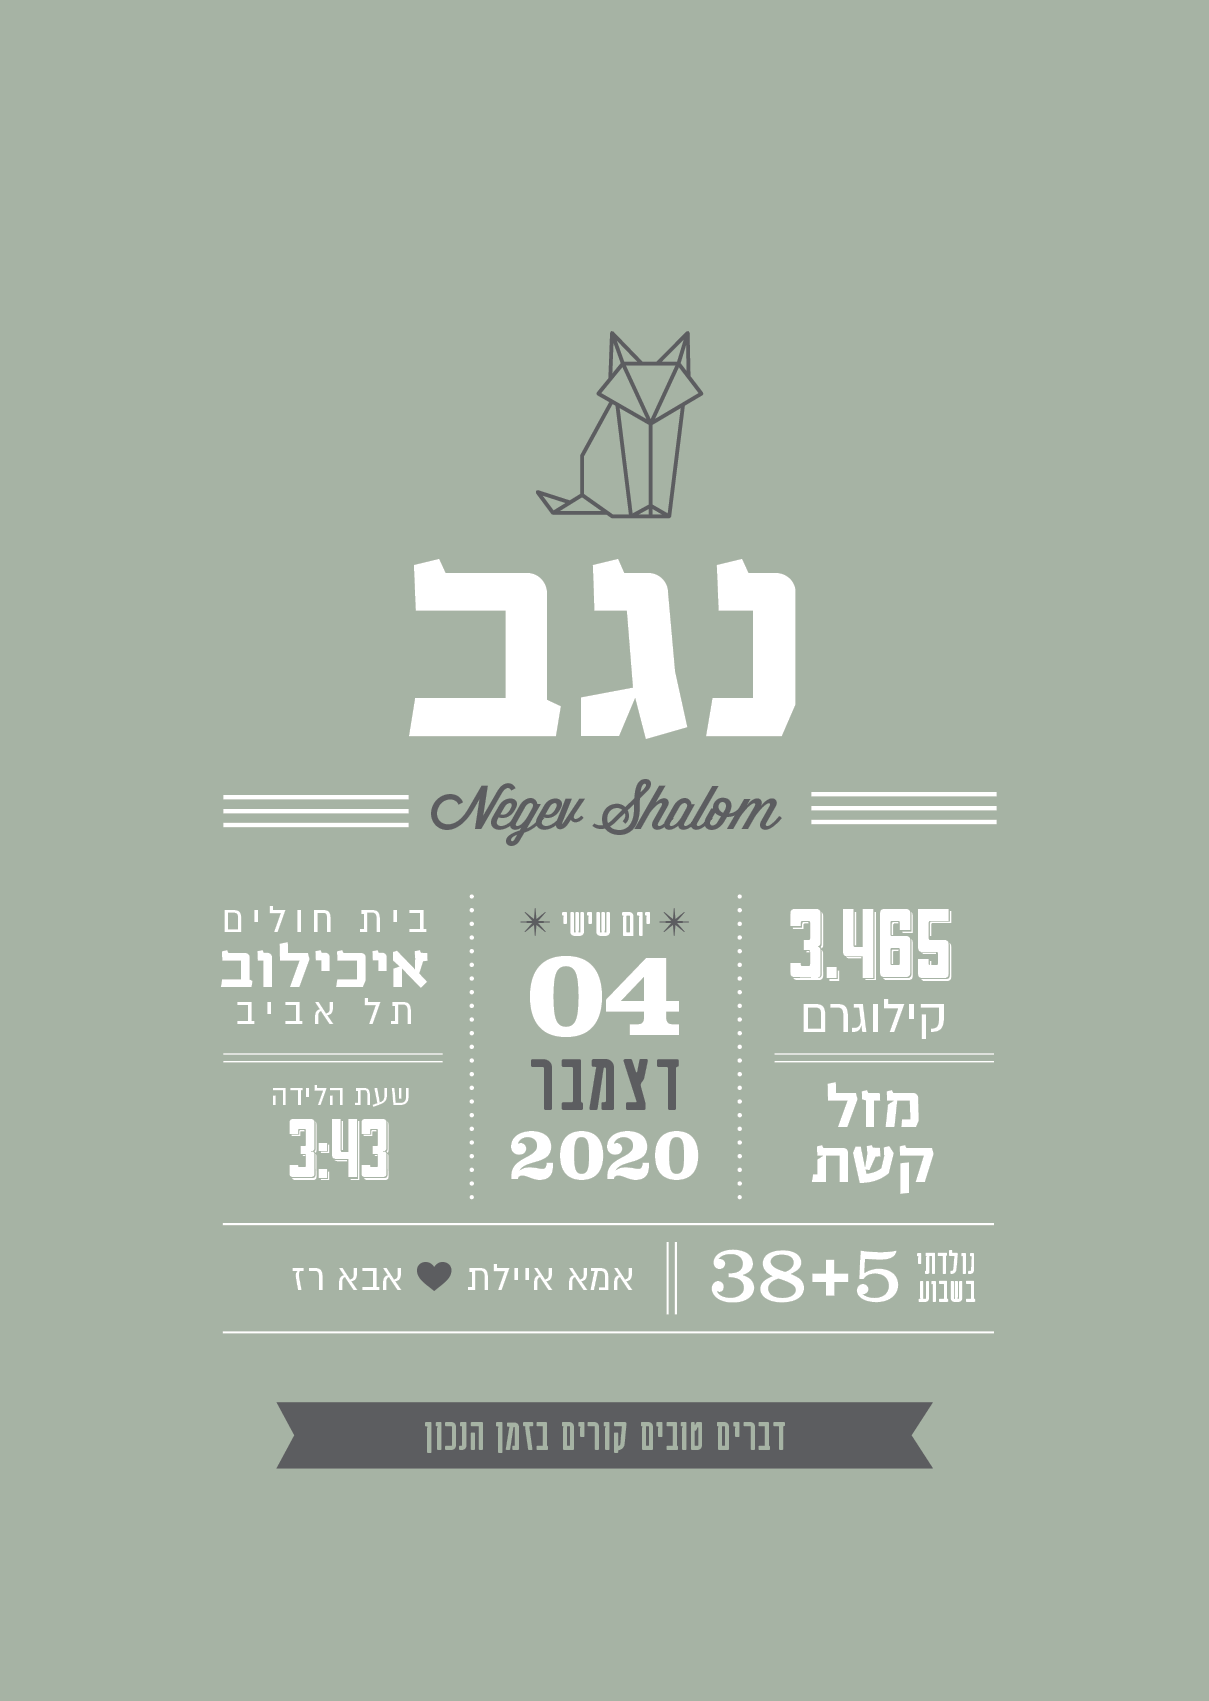 נגב
Negev Shalom
3.465
קילוגרם
מזל
קשת
יום שישי
04
דצמבר
2020
בית חולים
איכילוב
תל אביב
שעת הלידה
3:43
נולדתי
בשבוע
38+5
אמא איילת ♥ אבא רז
דברים טובים קורים בזמן הנכון